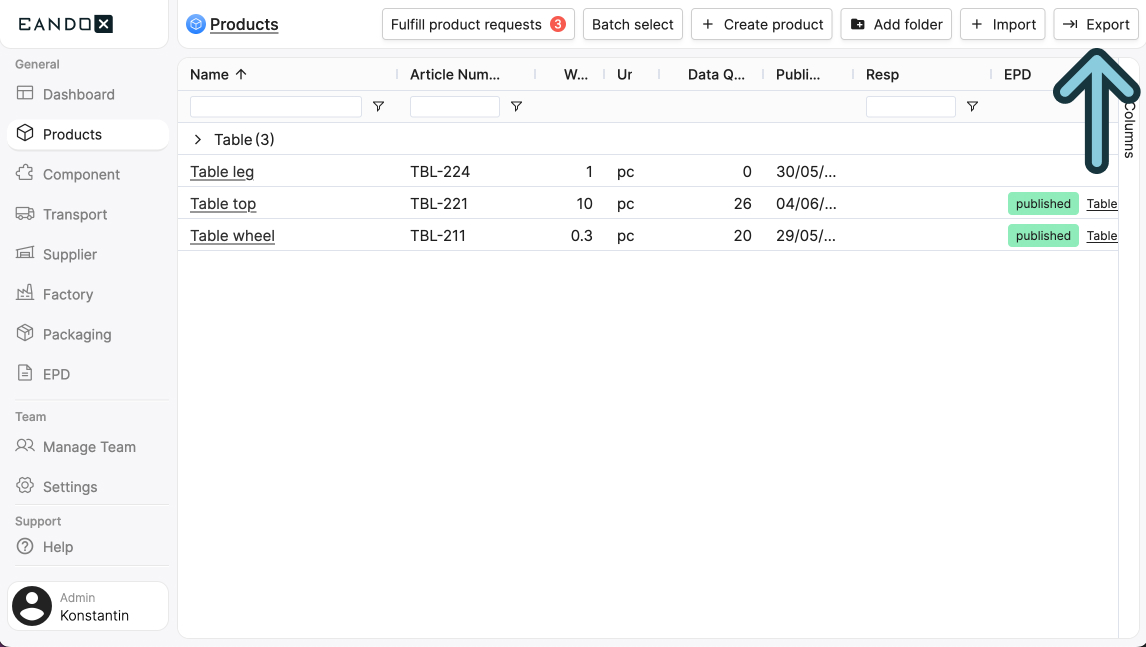 EANDO X
General
Dashboard
Products
Component
Transport
Supplier
Factory
Packaging
EPD
Team
Manage Team
Settings
Support
Help
Admin
Konstantin
Products
Fulfill product requests 3
Batch select
+ Create product
Add folder
+ Import
Export
Name Article Num... W... Ur Data Q... Publi... Resp EPD
Table (3)
Table leg TBL-224 1 pc 0 30/05/...
Table top TBL-221 10 pc 26 04/06/... published Table
Table wheel TBL-211 0.3 pc 20 29/05/... published Table
Columns